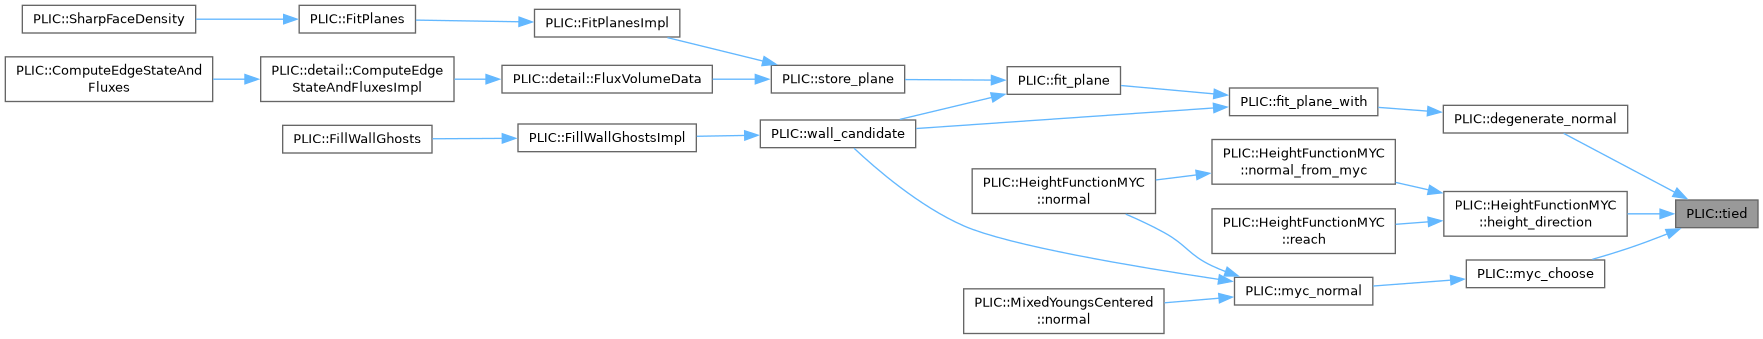 PLIC::SharpFaceDensity
PLIC::FitPlanes
PLIC::FitPlanesImpl
PLIC::ComputeEdgeStateAnd
Fluxes
PLIC::detail::ComputeEdge
StateAndFluxesImpl
PLIC::detail::FluxVolumeData
PLIC::store_plane
PLIC::fit_plane
PLIC::fit_plane_with
PLIC::degenerate_normal
PLIC::FillWallGhosts
PLIC::FillWallGhostsImpl
PLIC::wall_candidate
PLIC::HeightFunctionMYC
::normal_from_myc
PLIC::HeightFunctionMYC
::normal
PLIC::HeightFunctionMYC
::height_direction
PLIC::tied
PLIC::HeightFunctionMYC
::reach
PLIC::myc_choose
PLIC::myc_normal
PLIC::MixedYoungsCentered
::normal